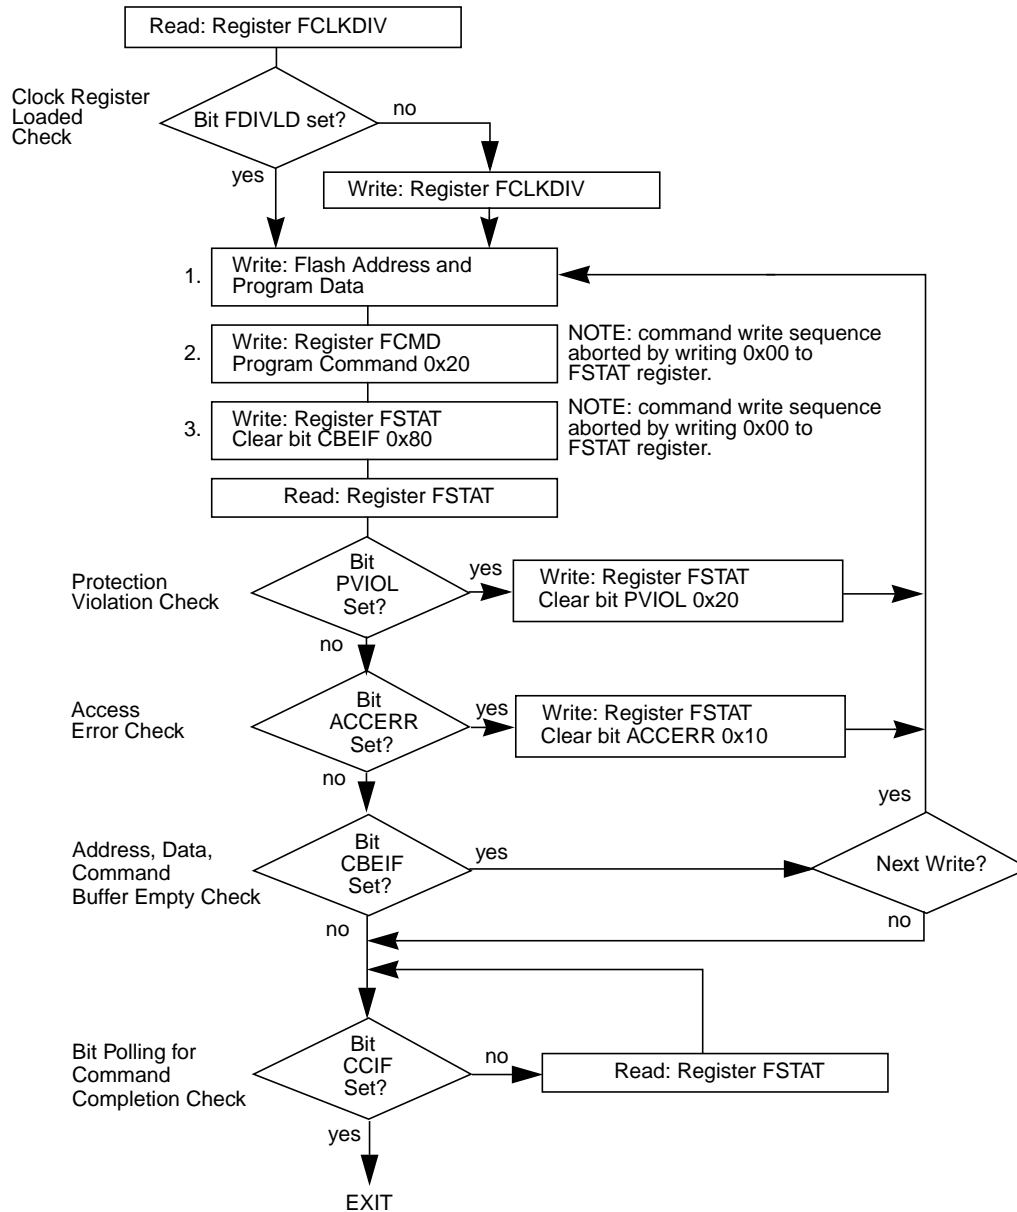 Read: Register FCLKDIV
Clock Register
Loaded
Check
Bit FDIVLD set?
no
yes
Write: Register FCLKDIV
1.
Write: Flash Address and
Program Data
2.
Write: Register FCMD
Program Command 0x20
NOTE: command write sequence
aborted by writing 0x00 to
FSTAT register.
3.
Write: Register FSTAT
Clear bit CBEIF 0x80
NOTE: command write sequence
aborted by writing 0x00 to
FSTAT register.
Read: Register FSTAT
Protection
Violation Check
Bit
PVIOL
Set?
yes
Write: Register FSTAT
Clear bit PVIOL 0x20
no
Access
Error Check
Bit
ACCERR
Set?
yes
Write: Register FSTAT
Clear bit ACCERR 0x10
no
yes
Address, Data,
Command
Buffer Empty Check
Bit
CBEIF
Set?
yes
Next Write?
no
no
Bit Polling for
Command
Completion Check
Bit
CCIF
Set?
no
Read: Register FSTAT
yes
EXIT